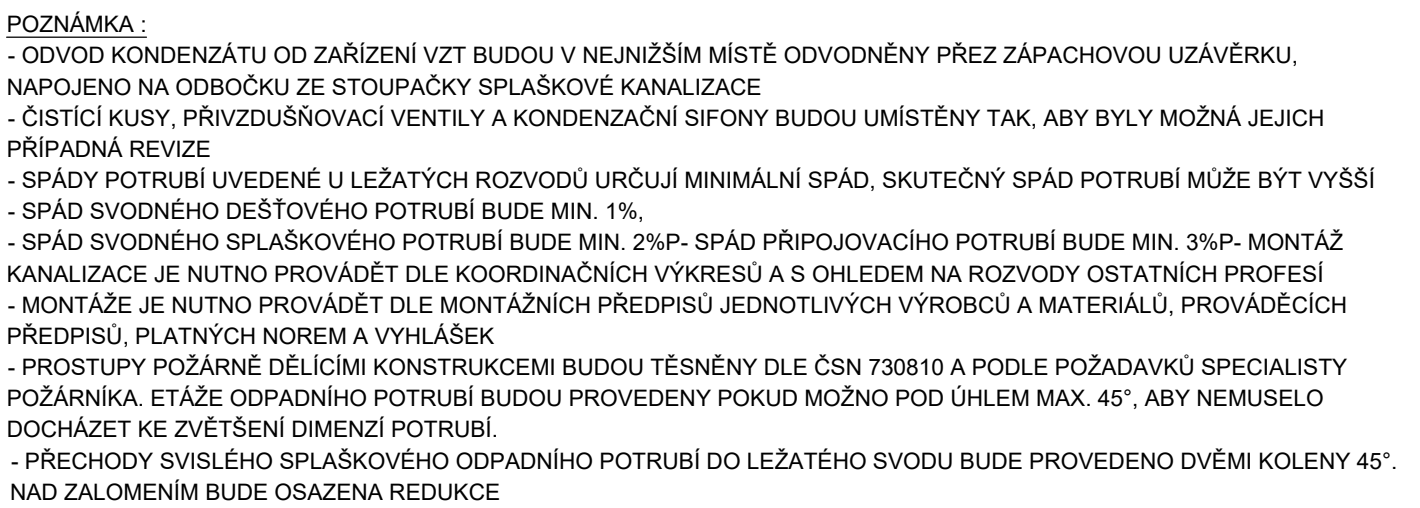 POZNÁMKA :
- ODVOD KONDENZÁTU OD ZAŘÍZENÍ VZT BUDOU V NEJNIŽŠÍM MÍSTĚ ODVODNĚNY PŘEZ ZÁPACHOVOU UZÁVĚRKU,
NAPOJENO NA ODBOČKU ZE STOUPAČKY SPLAŠKOVÉ KANALIZACE
- ČISTÍCÍ KUSY, PŘIVZDUŠŇOVACÍ VENTILY A KONDENZAČNÍ SIFONY BUDOU UMÍSTĚNY TAK, ABY BYLY MOŽNÁ JEJICH
PŘÍPADNÁ REVIZE
- SPÁDY POTRUBÍ UVEDENÉ U LEŽATÝCH ROZVODŮ URČUJÍ MINIMÁLNÍ SPÁD, SKUTEČNÝ SPÁD POTRUBÍ MŮŽE BÝT VYŠŠÍ
- SPÁD SVODNÉHO DEŠŤOVÉHO POTRUBÍ BUDE MIN. 1%,
- SPÁD SVODNÉHO SPLAŠKOVÉHO POTRUBÍ BUDE MIN. 2%P- SPÁD PŘIPOJOVACÍHO POTRUBÍ BUDE MIN. 3%P- MONTÁŽ
KANALIZACE JE NUTNO PROVÁDĚT DLE KOORDINAČNÍCH VÝKRESŮ A S OHLEDEM NA ROZVODY OSTATNÍCH PROFESÍ
- MONTÁŽE JE NUTNO PROVÁDĚT DLE MONTÁŽNÍCH PŘEDPISŮ JEDNOTLIVÝCH VÝROBCŮ A MATERIÁLŮ, PROVÁDĚCÍCH
PŘEDPISŮ, PLATNÝCH NOREM A VYHLÁŠEK
- PROSTUPY POŽÁRNĚ DĚLÍCÍMI KONSTRUKCEMI BUDOU TĚSNĚNY DLE ČSN 730810 A PODLE POŽADAVKŮ SPECIALISTY
POŽÁRNÍKA. ETÁŽE ODPADNÍHO POTRUBÍ BUDOU PROVEDENY POKUD MOŽNO POD ÚHLEM MAX. 45°, ABY NEMUSELO
DOCHÁZET KE ZVĚTŠENÍ DIMENZÍ POTRUBÍ.
- PŘECHODY SVISLÉHO SPLAŠKOVÉHO ODPADNÍHO POTRUBÍ DO LEŽATÉHO SVODU BUDE PROVEDENO DVĚMI KOLENY 45°.
NAD ZALOMENÍM BUDE OSAZENA REDUKCE